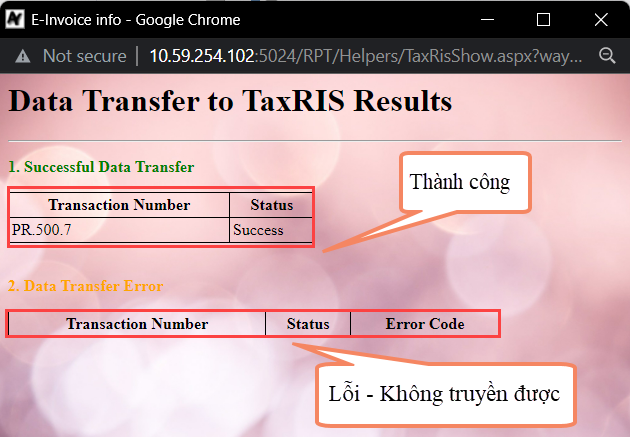 E-Invoice info - Google Chrome
Not secure | 10.59.254.102:5024/RPT/Helpers/TaxRisShow.aspx?way...
Data Transfer to TaxRIS Results
1. Successful Data Transfer
Thành công
Transaction Number Status
PR.500.7 Success
2. Data Transfer Error
Transaction Number Status Error Code
Lỗi - Không truyền được